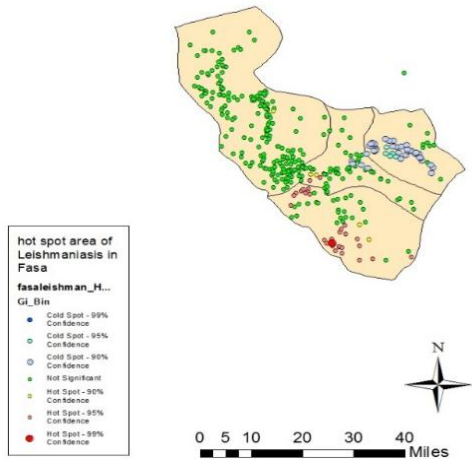 hot spot area of
Leishmaniasis in
Fasa
fasaleishman_H...
Gi_Bin
Cold Spot - 99%
Confidence
Cold Spot - 95%
Confidence
Cold Spot - 90%
Confidence
Not Significant
Hot Spot - 90%
Confidence
Hot Spot - 95%
Confidence
Hot Spot - 99%
Confidence
N
0 5 10 20 30 40
Miles